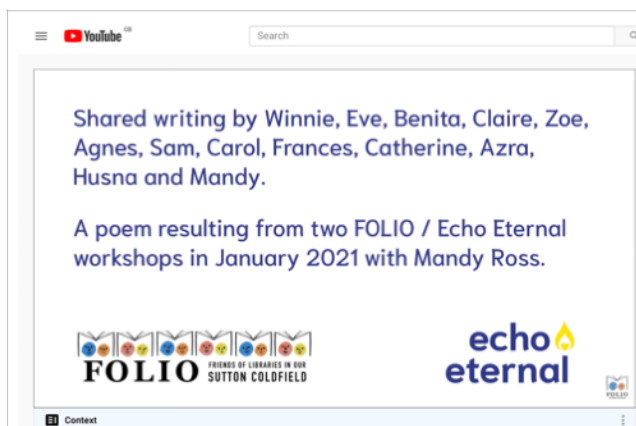 YouTube GB
Search
Shared writing by Winnie, Eve, Benita, Claire, Zoe,
Agnes, Sam, Carol, Frances, Catherine, Azra,
Husna and Mandy.
A poem resulting from two FOLIO / Echo Eternal
workshops in January 2021 with Mandy Ross.
FOLIO
FRIENDS OF LIBRARIES IN OUR
SUTTON COLDFIELD
echo
eternal
FOLIO
Context